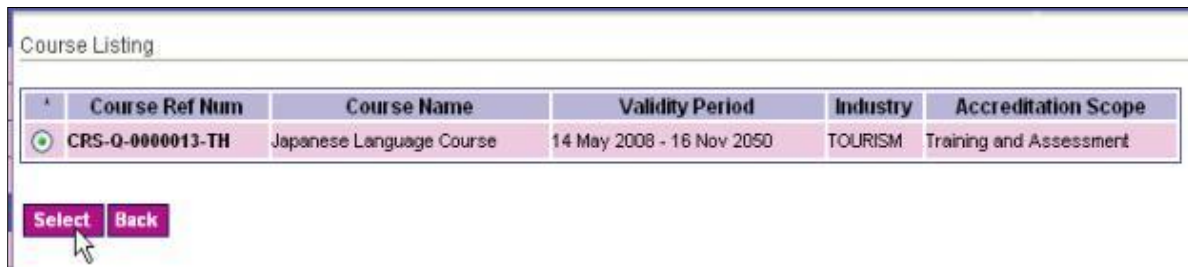 Course Listing
* Course Ref Num Course Name Validity Period Industry Accreditation Scope
CRS-Q-0000013-TH Japanese Language Course 14 May 2008 - 16 Nov 2050 TOURISM Training and Assessment
Select Back